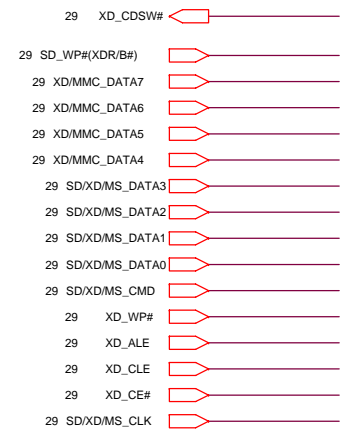 29 XD_CDSW#
29 SD_WP#(XDR/B#)
29 XD/MMC_DATA7
29 XD/MMC_DATA6
29 XD/MMC_DATA5
29 XD/MMC_DATA4
29 SD/XD/MS_DATA3
29 SD/XD/MS_DATA2
29 SD/XD/MS_DATA1
29 SD/XD/MS_DATA0
29 SD/XD/MS_CMD
29 XD_WP#
29 XD_ALE
29 XD_CLE
29 XD_CE#
29 SD/XD/MS_CLK